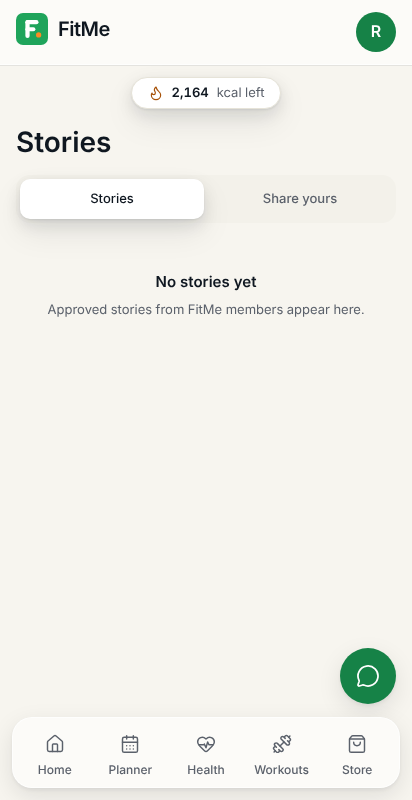 F.
FitMe
R
2,164 kcal left
Stories
Stories
Share yours
No stories yet
Approved stories from FitMe members appear here.
Home
Planner
Health
Workouts
Store